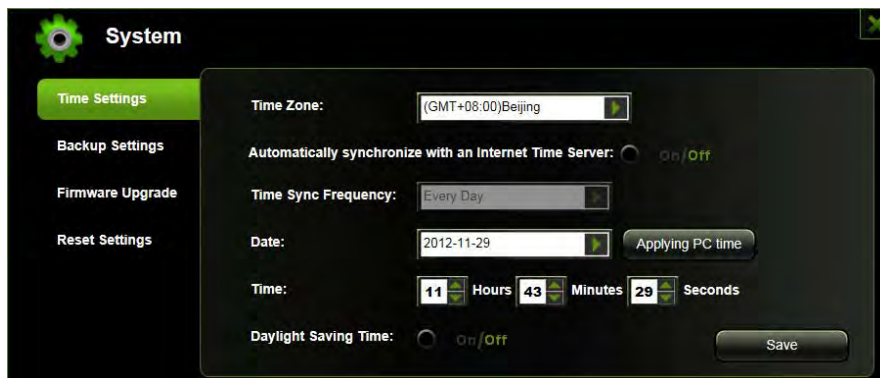 System
Time Settings
Backup Settings
Firmware Upgrade
Reset Settings
Time Zone: (GMT+08:00)Beijing
Automatically synchronize with an Internet Time Server: On/Off
Time Sync Frequency: Every Day
Date: 2012-11-29 Applying PC time
Time: 11 Hours 43 Minutes 29 Seconds
Daylight Saving Time: On/Off
Save